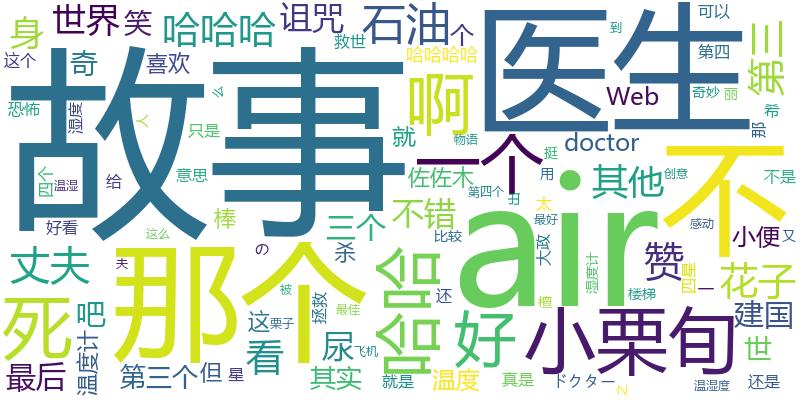 身
世界
笑
哈哈哈
诅咒
石油
个
医生
可以
到
第四
第三
这个
奇
喜欢
救世
哈哈哈哈
故事
啊
Web
奇妙
丽
恐怖
湿度
人
么
只是
就
物语
doctor
那
希
四个
温湿
给
意思
一个
挺
用
佐佐木
第四个
出
其他
创意
不是
不
好看
棒
三个
不错
太
air
感动
这么
の
杀
比较
最好
大政
小便
又
丈夫
那个
哈哈
湿度计
赞
四星
一
花子
夫
被
拯救
还
檀
楼梯
死
吧
这
栗子
最佳
好
小栗旬
建国
温度计
看
尿
飞机
世
最后
第三个
但
星
其实
就是
温度
真是
ドクター
之
温湿度
还是